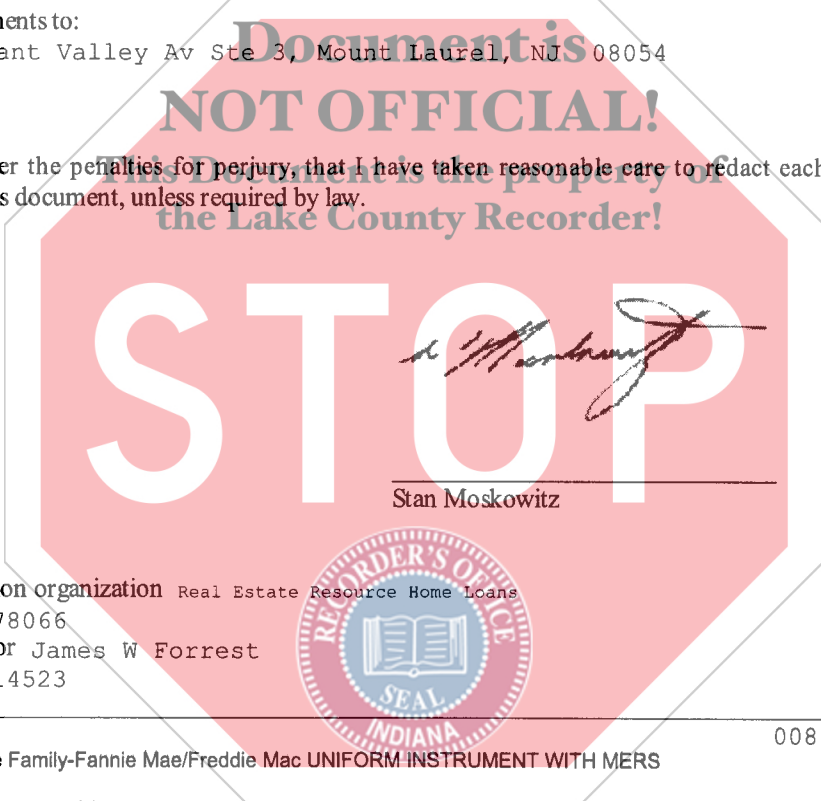 nents to:
Document is
ant Valley Av Ste 3, Mount Laurel, NJ 08054
NOT OFFICIAL!
er the penalties for perjury, that I have taken reasonable care to redact each
This Document is the property of
s document, unless required by law.
the Lake County Recorder!
STOP
Stan Moskowitz
RECORDER'S OFFICE
on organization Real Estate Resource Home Loans
78066
or James W Forrest
14523
SEAL
INDIANA
008
e Family-Fannie Mae/Freddie Mac UNIFORM INSTRUMENT WITH MERS